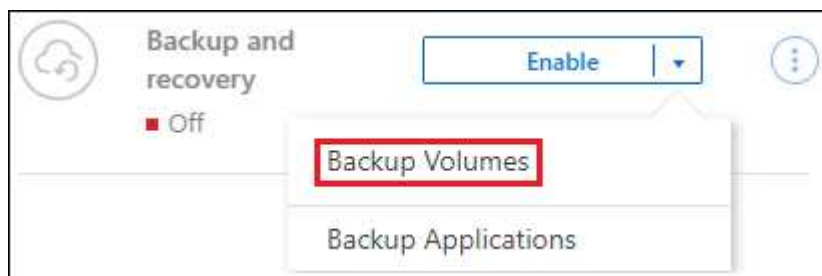 Backup and
recovery
Enable
Off
Backup Volumes
Backup Applications